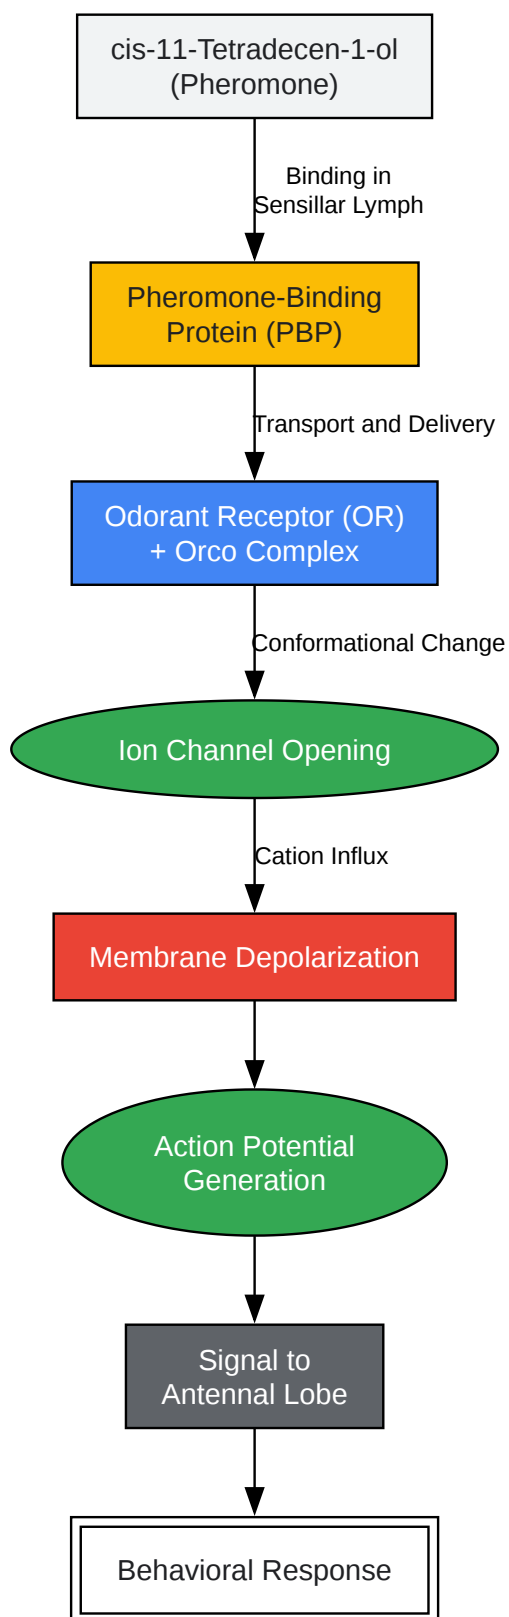 cis-11-Tetradecen-1-ol
(Pheromone)
Binding in
Sensillar Lymph
Pheromone-Binding
Protein (PBP)
Transport and Delivery
Odorant Receptor (OR)
+ Orco Complex
Conformational Change
Ion Channel Opening
Cation Influx
Membrane Depolarization
Action Potential
Generation
Signal to
Antennal Lobe
Behavioral Response